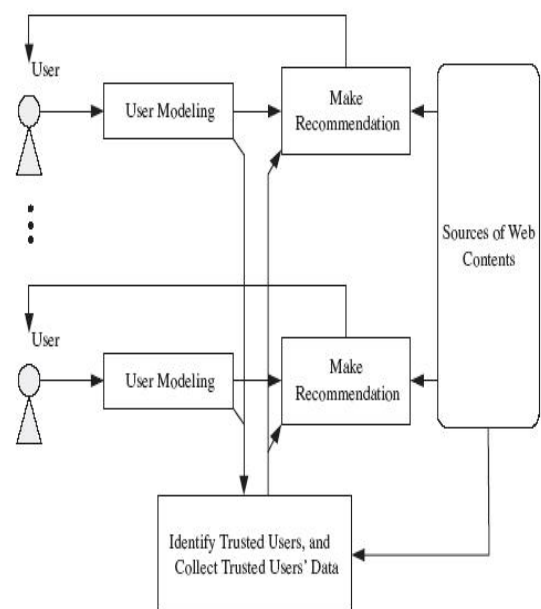 User
User Modeling
Make
Recommendation
Sources of Web
Contents
User
User Modeling
Make
Recommendation
Identify Trusted Users, and
Collect Trusted Users' Data